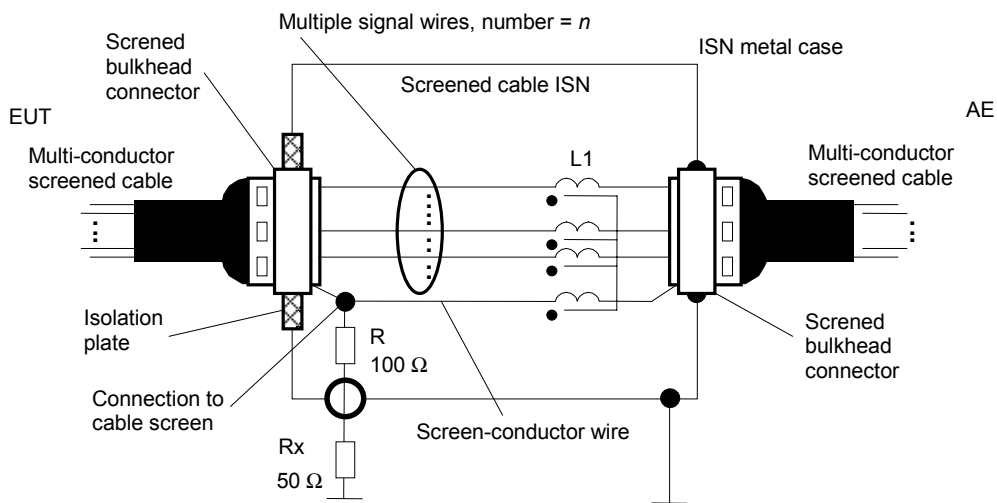 Multiple signal wires, number = n
Screned
bulkhead
connector
ISN metal case
Screened cable ISN
EUT
AE
Multi-conductor
screened cable
L1
Multi-conductor
screened cable
Isolation
plate
R
100 Ω
Screned
bulkhead
connector
Connection to
cable screen
Screen-conductor wire
Rx
50 Ω